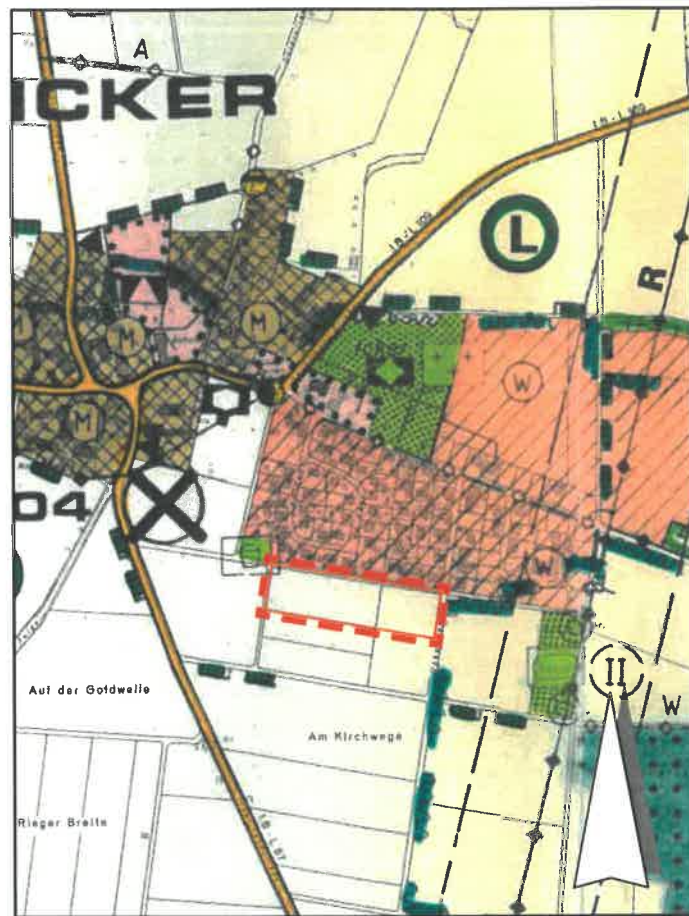 A
ICKER
L
R
M
M
M
M
W
04
W
II
W
Auf der Goldwelle
Am Kirchwege
Rieger Breite